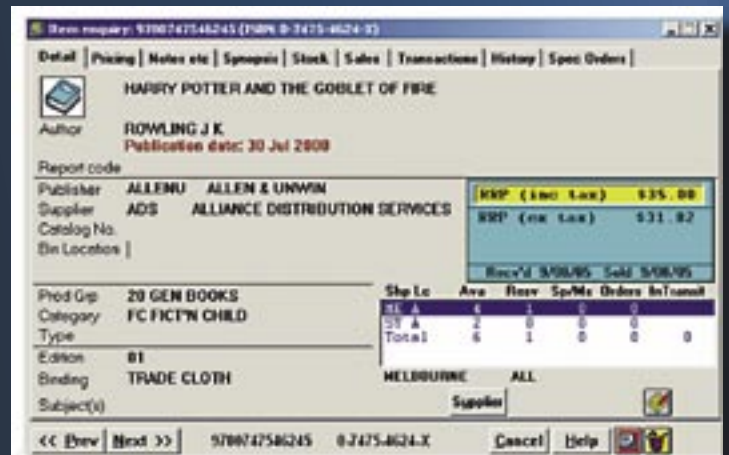 Item enquiry: 9780747546245 (ISBN 0-7475-4624-X)
Detail Pricing Notes etc Synopsis Stock Sales Transactions History Spec Orders
HARRY POTTER AND THE GOBLET OF FIRE
Author ROWLING J K
Publication date: 30 Jul 2000
Report code
Publisher ALLENU ALLEN & UNWIN
Supplier ADS ALLIANCE DISTRIBUTION SERVICES
Catalog No.
Bin Location
RRP (inc tax) $35.00
RRP (ex tax) $31.82
Recv'd 9/08/05 Sold 9/08/05
Prod Grp 20 GEN BOOKS
Category FC FICT'N CHILD
Type
Shp Lc Ava Resv Sp/Ms Orders InTransit
ME A 4 1 0 0
SY A 2 0 0 0
Total 6 1 0 0 0
Edition 01
Binding TRADE CLOTH
Subject(s)
MELBOURNE ALL
Supplier
<< Prev Next >> 9780747546245 0-7475-4624-X Cancel Help